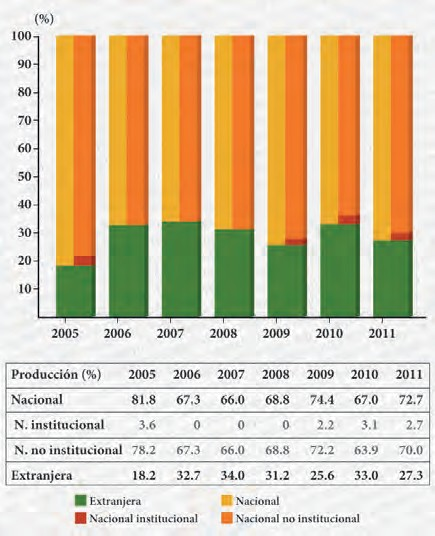 (%)
100
90
80
70
60
50
40
30
20
10
2005 2006 2007 2008 2009 2010 2011
Producción (%) 2005 2006 2007 2008 2009 2010 2011
Nacional 81.8 67.3 66.0 68.8 74.4 67.0 72.7
N. institucional 3.6 0 0 0 2.2 3.1 2.7
N. no institucional 78.2 67.3 66.0 68.8 72.2 63.9 70.0
Extranjera 18.2 32.7 34.0 31.2 25.6 33.0 27.3
Extranjera Nacional
Nacional institucional Nacional no institucional